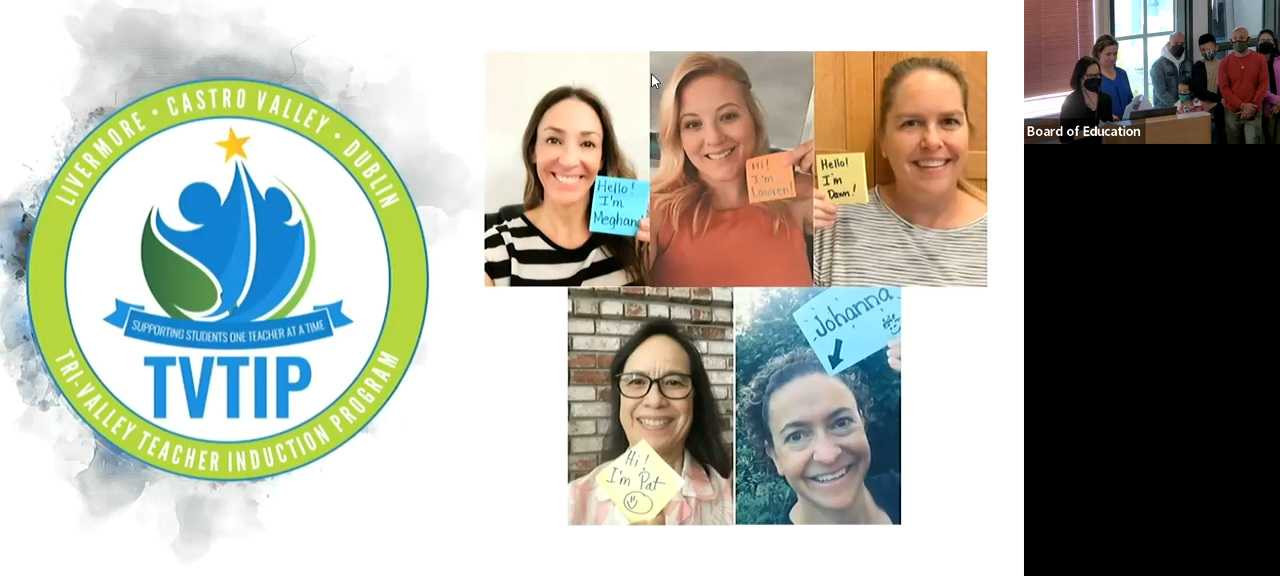 LIVERMORE • CASTRO VALLEY • DUBLIN
SUPPORTING STUDENTS ONE TEACHER AT A TIME
TVTIP
TRI-VALLEY TEACHER INDUCTION PROGRAM
Hello!
I'm
Meghan
Hi!
I'm
Lauren!
Hello!
I'm
Dawn!
Hi!
I'm Pat
Johanna
Board of Education